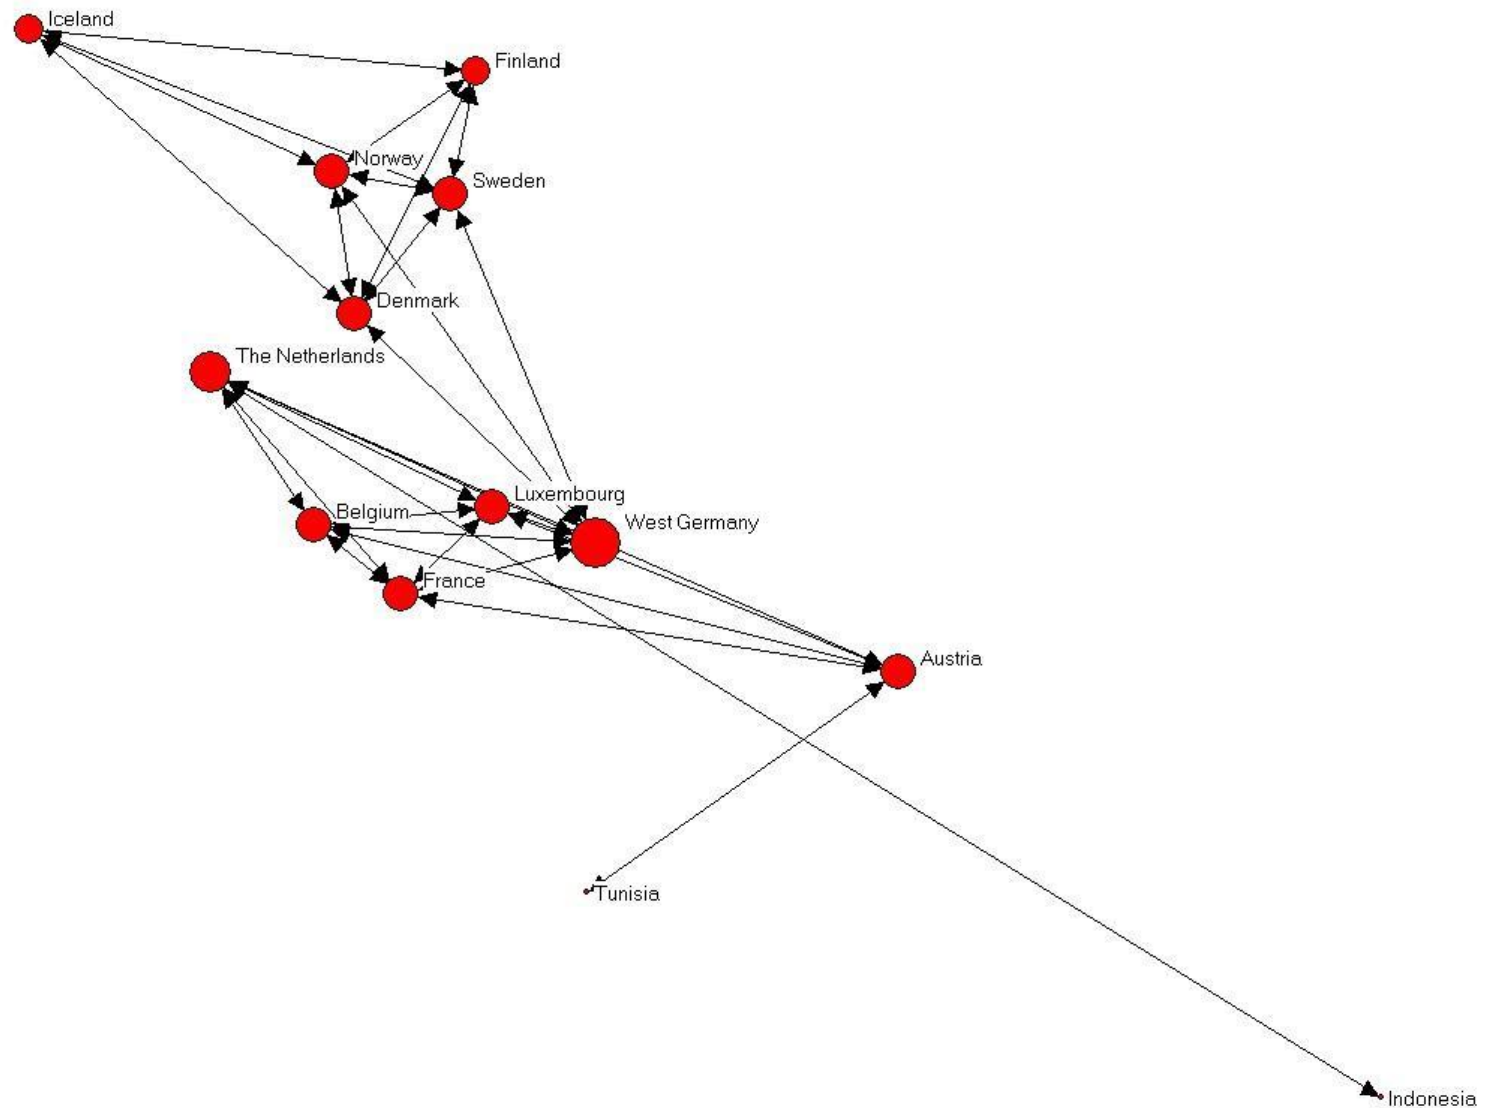 Iceland
Finland
Norway
Sweden
Denmark
The Netherlands
Luxembourg
Belgium
West Germany
France
Austria
Tunisia
Indonesia